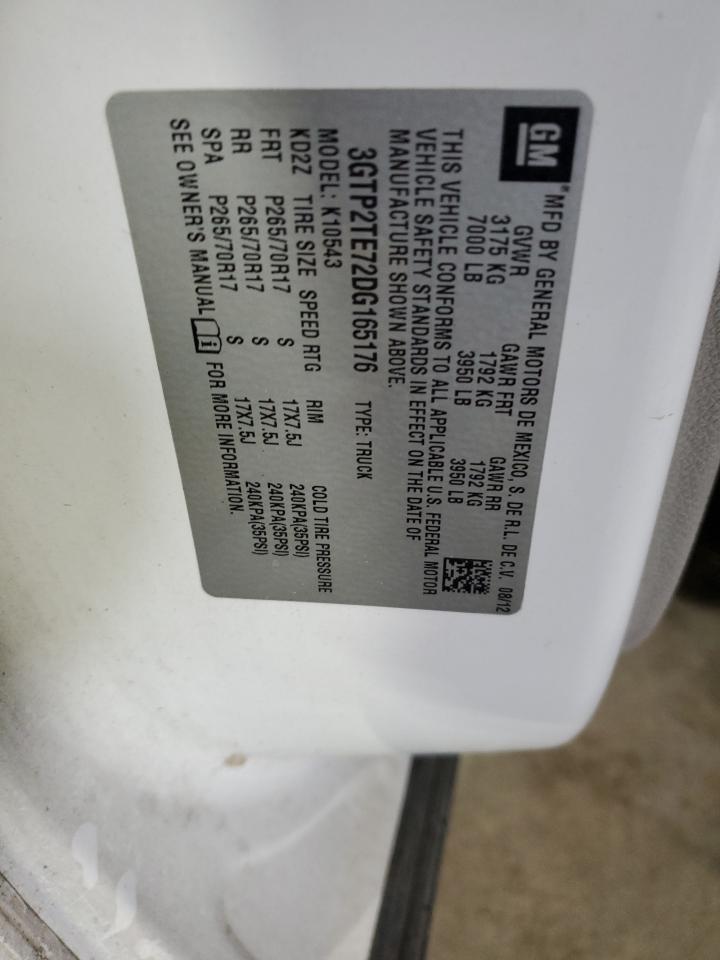 GM
®MFD BY GENERAL MOTORS DE MEXICO, S. DE R.L. DE C.V. 08/12
GVWR GAWR FRT GAWR RR
3175 KG 1792 KG 1792 KG
7000 LB 3950 LB 3950 LB
THIS VEHICLE CONFORMS TO ALL APPLICABLE U.S. FEDERAL MOTOR
VEHICLE SAFETY STANDARDS IN EFFECT ON THE DATE OF
MANUFACTURE SHOWN ABOVE.
3GTP2TE72DG165176 TYPE: TRUCK
MODEL: K10543
KD2Z TIRE SIZE SPEED RTG RIM COLD TIRE PRESSURE
FRT P265/70R17 S 17X7.5J 240KPA(35PSI)
RR P265/70R17 S 17X7.5J 240KPA(35PSI)
SPA P265/70R17 S 17X7.5J 240KPA(35PSI)
SEE OWNER'S MANUAL i FOR MORE INFORMATION.